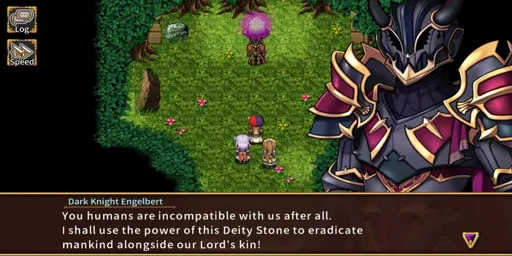 Log
Speed
Dark Knight Engelbert
You humans are incompatible with us after all.
I shall use the power of this Deity Stone to eradicate
mankind alongside our Lord's kin!